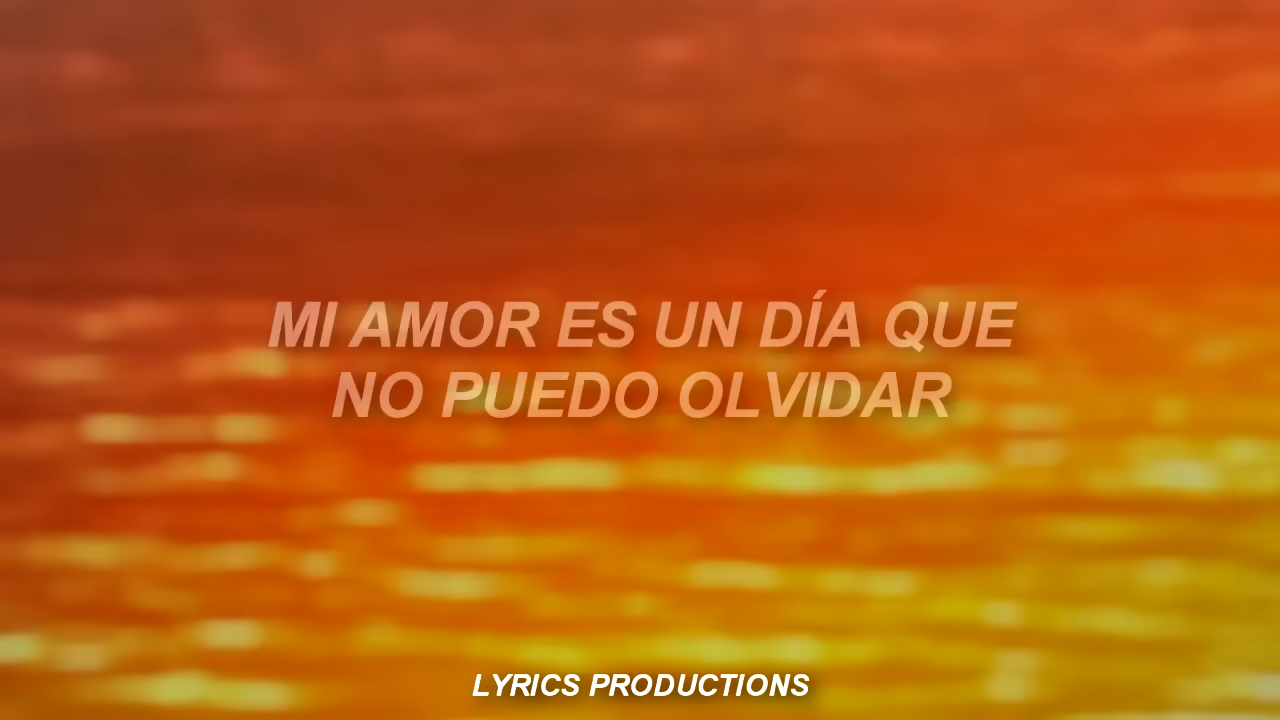 MI AMOR ES UN DÍA QUE
NO PUEDO OLVIDAR
LYRICS PRODUCTIONS